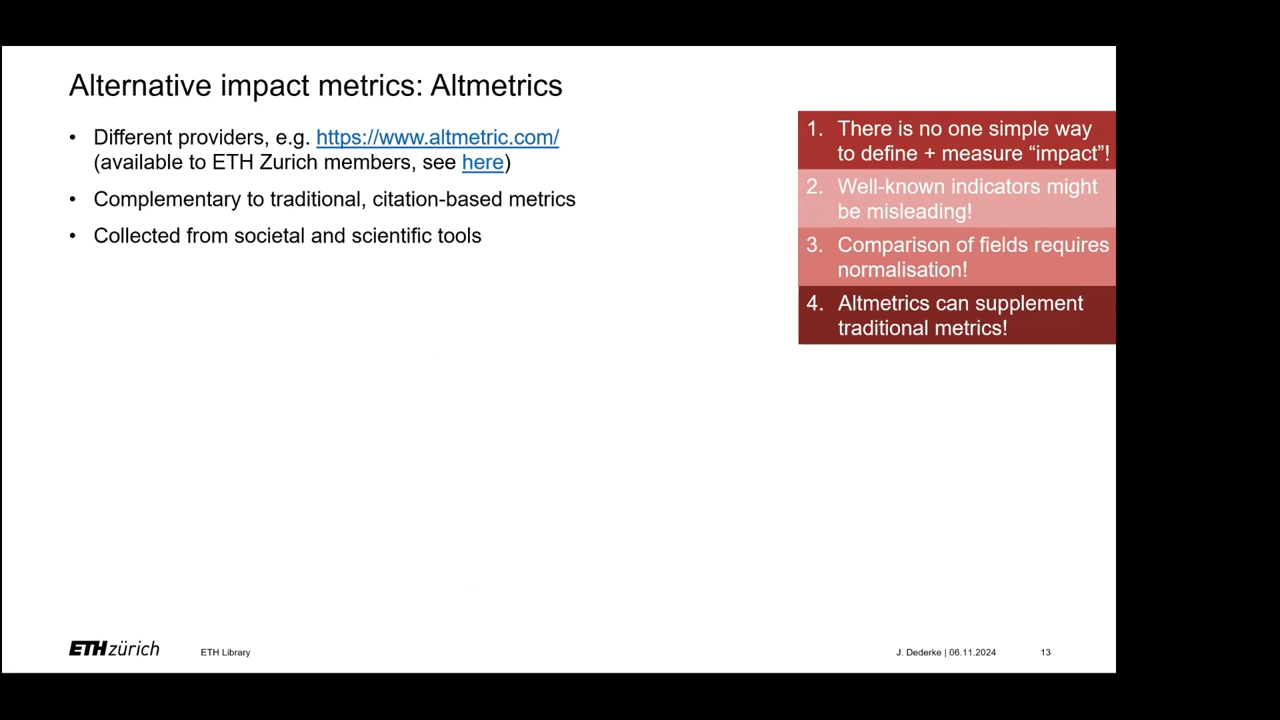 Alternative impact metrics: Altmetrics
• Different providers, e.g. https://www.altmetric.com/
(available to ETH Zurich members, see here)
• Complementary to traditional, citation-based metrics
• Collected from societal and scientific tools
1. There is no one simple way
to define + measure “impact”!
2. Well-known indicators might
be misleading!
3. Comparison of fields requires
normalisation!
4. Altmetrics can supplement
traditional metrics!
ETH zürich
ETH Library
J. Dederke | 06.11.2024
13